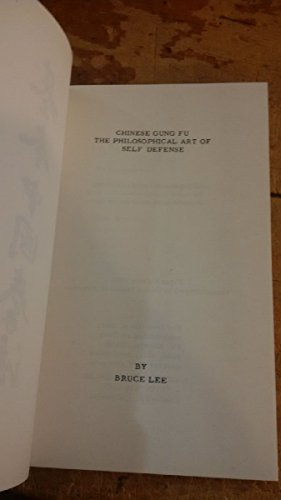 CHINESE GUNG FU
THE PHILOSOPHICAL ART OF
SELF DEFENSE
BY
BRUCE LEE